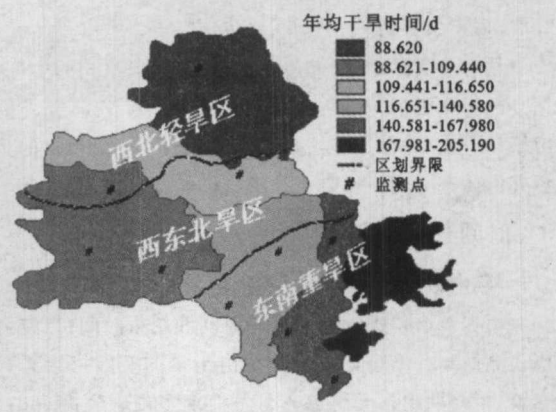 年均干旱时间/d
88.620
88.621-109.440
109.441-116.650
116.651-140.580
140.581-167.980
167.981-205.190
区划界限
# 监测点
西北轻旱区
西东北旱区
东南重旱区